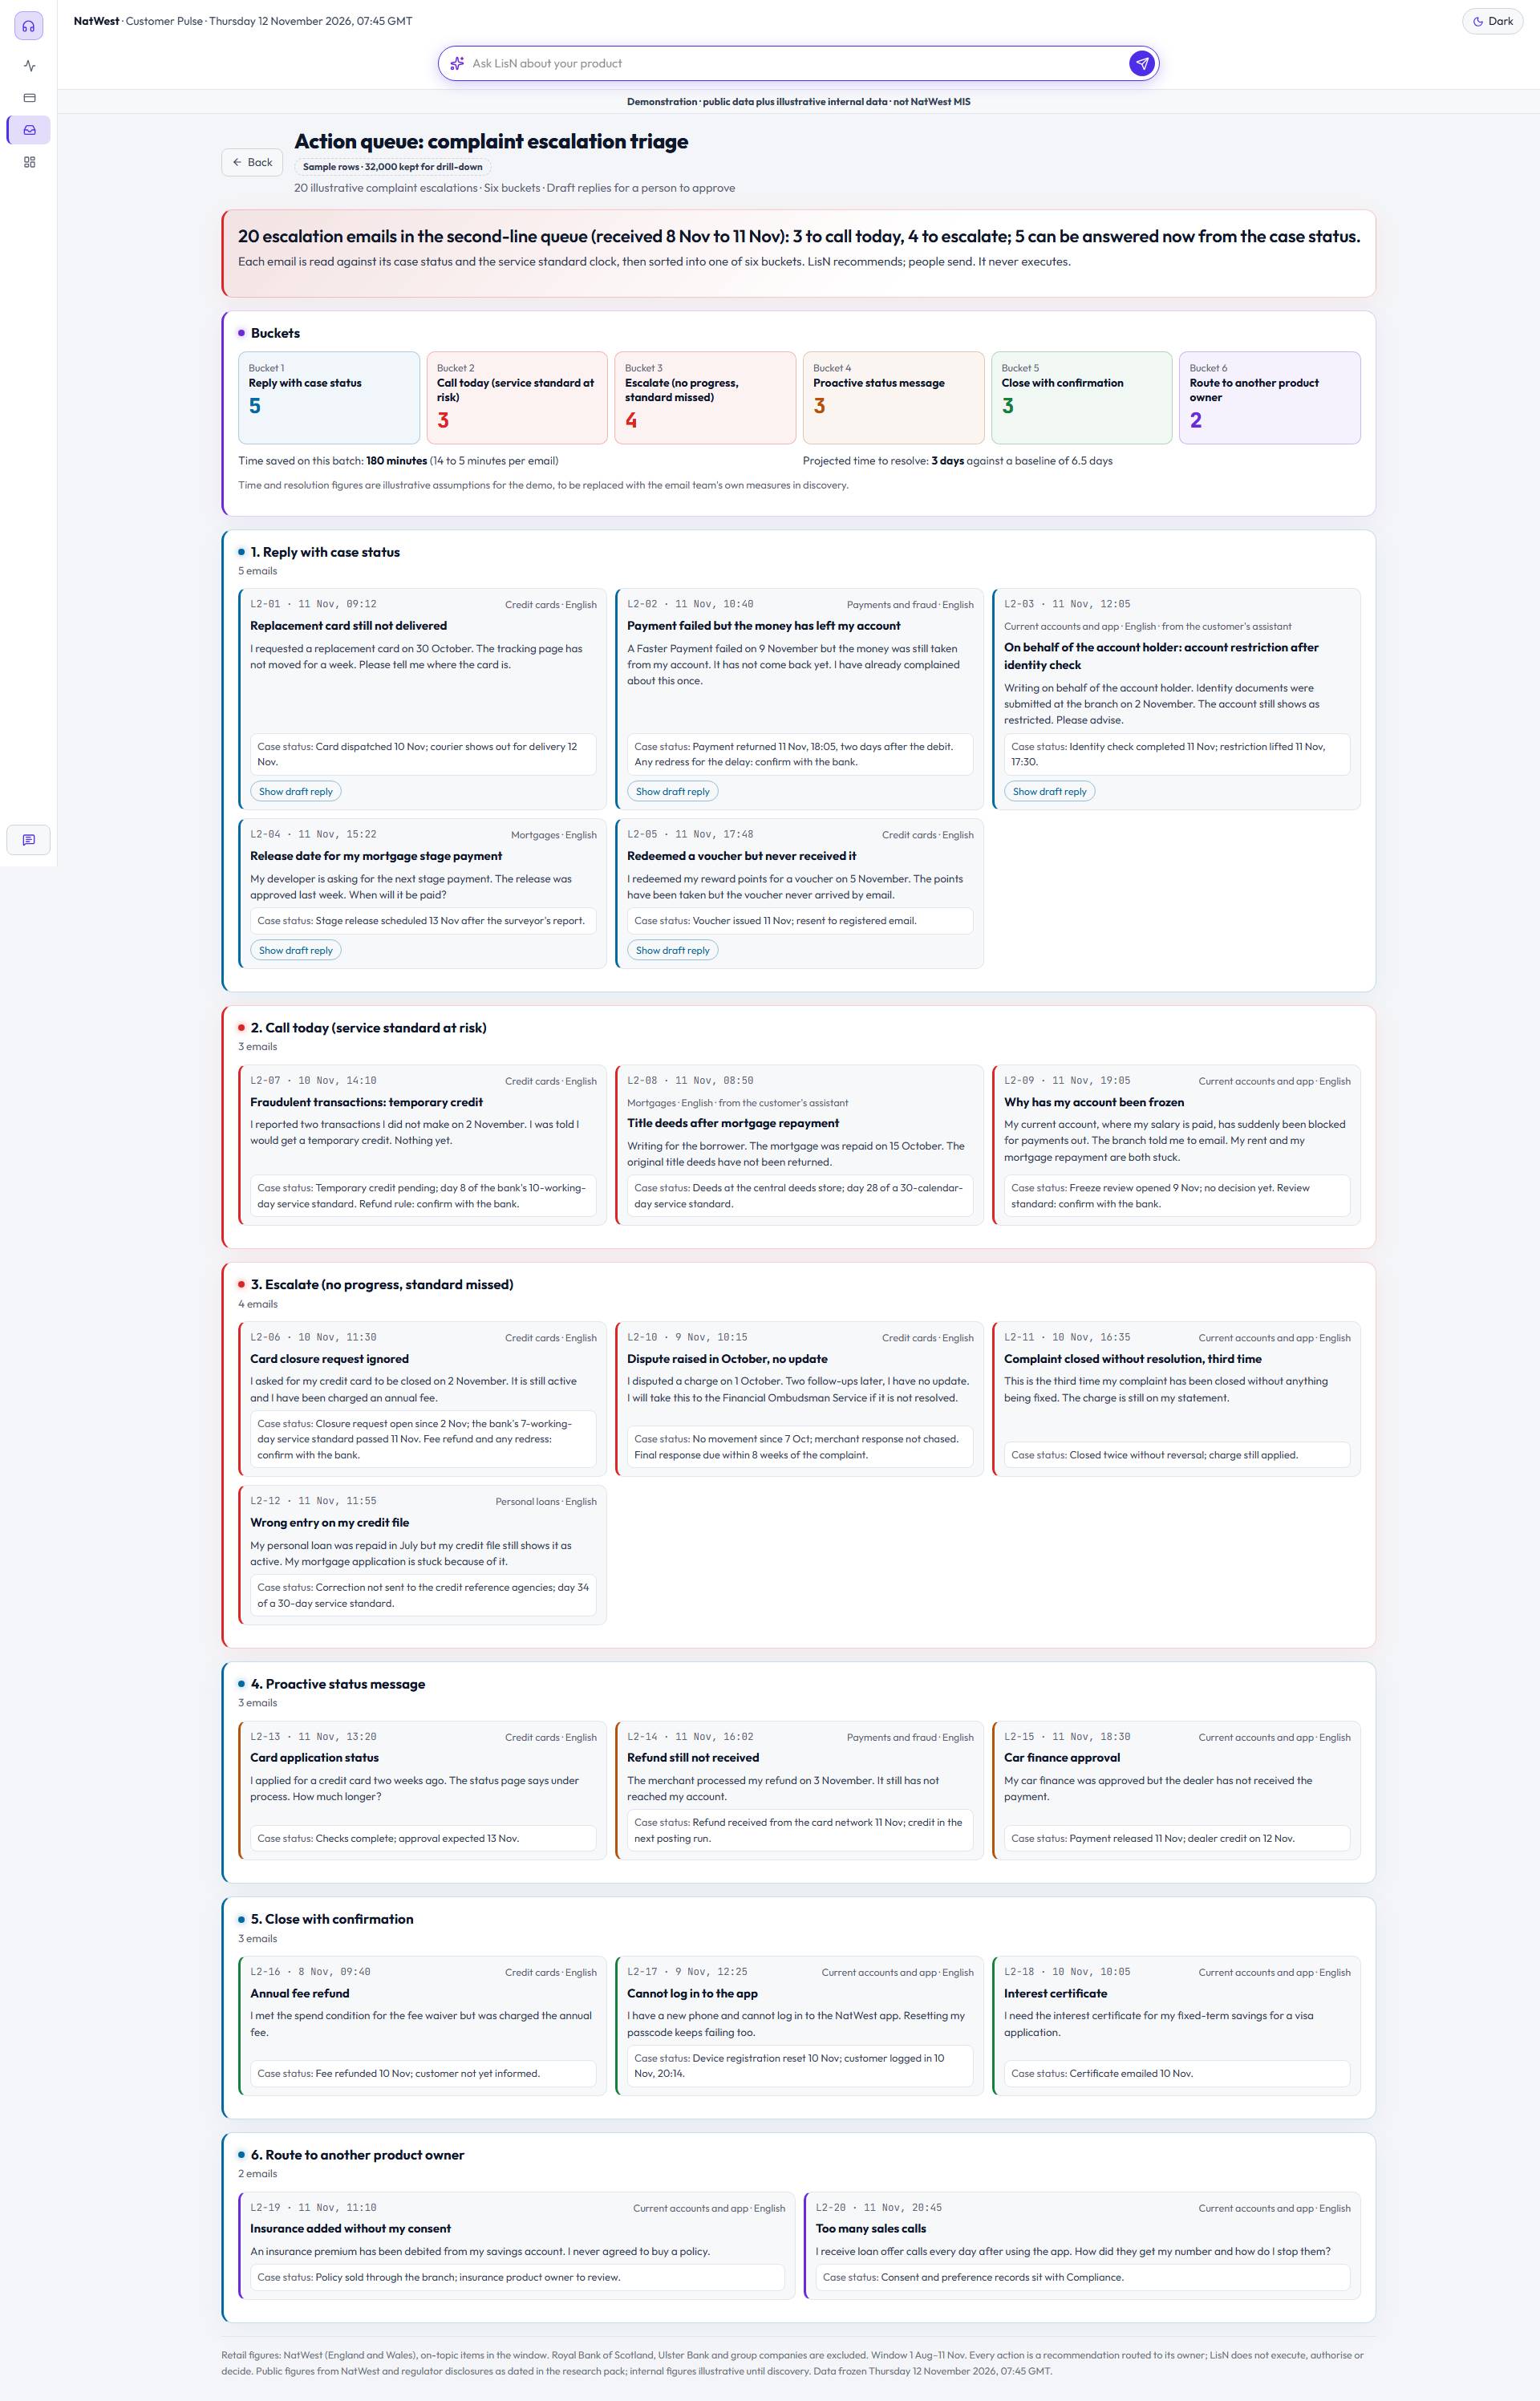 NatWest · Customer Pulse · Thursday 12 November 2026, 07:45 GMT
Dark
Ask LisN about your product
Demonstration · public data plus illustrative internal data · not NatWest MIS
Back
Action queue: complaint escalation triage
Sample rows · 32,000 kept for drill-down
20 illustrative complaint escalations · Six buckets · Draft replies for a person to approve
20 escalation emails in the second-line queue (received 8 Nov to 11 Nov): 3 to call today, 4 to escalate; 5 can be answered now from the case status.
Each email is read against its case status and the service standard clock, then sorted into one of six buckets. LisN recommends; people send. It never executes.
Buckets
Bucket 1
Reply with case status
5
Bucket 2
Call today (service standard at
risk)
3
Bucket 3
Escalate (no progress,
standard missed)
4
Bucket 4
Proactive status message
3
Bucket 5
Close with confirmation
3
Bucket 6
Route to another product
owner
2
Time saved on this batch: 180 minutes (14 to 5 minutes per email)
Projected time to resolve: 3 days against a baseline of 6.5 days
Time and resolution figures are illustrative assumptions for the demo, to be replaced with the email team's own measures in discovery.
1. Reply with case status
5 emails
L2-01 · 11 Nov, 09:12
Credit cards · English
Replacement card still not delivered
I requested a replacement card on 30 October. The tracking page has
not moved for a week. Please tell me where the card is.
Case status: Card dispatched 10 Nov; courier shows out for delivery 12
Nov.
Show draft reply
L2-02 · 11 Nov, 10:40
Payments and fraud · English
Payment failed but the money has left my account
A Faster Payment failed on 9 November but the money was still taken
from my account. It has not come back yet. I have already complained
about this once.
Case status: Payment returned 11 Nov, 18:05, two days after the debit.
Any redress for the delay: confirm with the bank.
Show draft reply
L2-03 · 11 Nov, 12:05
Current accounts and app · English · from the customer's assistant
On behalf of the account holder: account restriction after
identity check
Writing on behalf of the account holder. Identity documents were
submitted at the branch on 2 November. The account still shows as
restricted. Please advise.
Case status: Identity check completed 11 Nov; restriction lifted 11 Nov,
17:30.
Show draft reply
L2-04 · 11 Nov, 15:22
Mortgages · English
Release date for my mortgage stage payment
My developer is asking for the next stage payment. The release was
approved last week. When will it be paid?
Case status: Stage release scheduled 13 Nov after the surveyor's report.
Show draft reply
L2-05 · 11 Nov, 17:48
Credit cards · English
Redeemed a voucher but never received it
I redeemed my reward points for a voucher on 5 November. The points
have been taken but the voucher never arrived by email.
Case status: Voucher issued 11 Nov; resent to registered email.
Show draft reply
2. Call today (service standard at risk)
3 emails
L2-07 · 10 Nov, 14:10
Credit cards · English
Fraudulent transactions: temporary credit
I reported two transactions I did not make on 2 November. I was told I
would get a temporary credit. Nothing yet.
Case status: Temporary credit pending; day 8 of the bank's 10-working-
day service standard. Refund rule: confirm with the bank.
L2-08 · 11 Nov, 08:50
Mortgages · English · from the customer's assistant
Title deeds after mortgage repayment
Writing for the borrower. The mortgage was repaid on 15 October. The
original title deeds have not been returned.
Case status: Deeds at the central deeds store; day 28 of a 30-calendar-
day service standard.
L2-09 · 11 Nov, 19:05
Current accounts and app · English
Why has my account been frozen
My current account, where my salary is paid, has suddenly been blocked
for payments out. The branch told me to email. My rent and my
mortgage repayment are both stuck.
Case status: Freeze review opened 9 Nov; no decision yet. Review
standard: confirm with the bank.
3. Escalate (no progress, standard missed)
4 emails
L2-06 · 10 Nov, 11:30
Credit cards · English
Card closure request ignored
I asked for my credit card to be closed on 2 November. It is still active
and I have been charged an annual fee.
Case status: Closure request open since 2 Nov; the bank's 7-working-
day service standard passed 11 Nov. Fee refund and any redress:
confirm with the bank.
L2-10 · 9 Nov, 10:15
Credit cards · English
Dispute raised in October, no update
I disputed a charge on 1 October. Two follow-ups later, I have no update.
I will take this to the Financial Ombudsman Service if it is not resolved.
Case status: No movement since 7 Oct; merchant response not chased.
Final response due within 8 weeks of the complaint.
L2-11 · 10 Nov, 16:35
Current accounts and app · English
Complaint closed without resolution, third time
This is the third time my complaint has been closed without anything
being fixed. The charge is still on my statement.
Case status: Closed twice without reversal; charge still applied.
L2-12 · 11 Nov, 11:55
Personal loans · English
Wrong entry on my credit file
My personal loan was repaid in July but my credit file still shows it as
active. My mortgage application is stuck because of it.
Case status: Correction not sent to the credit reference agencies; day 34
of a 30-day service standard.
4. Proactive status message
3 emails
L2-13 · 11 Nov, 13:20
Credit cards · English
Card application status
I applied for a credit card two weeks ago. The status page says under
process. How much longer?
Case status: Checks complete; approval expected 13 Nov.
L2-14 · 11 Nov, 16:02
Payments and fraud · English
Refund still not received
The merchant processed my refund on 3 November. It still has not
reached my account.
Case status: Refund received from the card network 11 Nov; credit in the
next posting run.
L2-15 · 11 Nov, 18:30
Current accounts and app · English
Car finance approval
My car finance was approved but the dealer has not received the
payment.
Case status: Payment released 11 Nov; dealer credit on 12 Nov.
5. Close with confirmation
3 emails
L2-16 · 8 Nov, 09:40
Credit cards · English
Annual fee refund
I met the spend condition for the fee waiver but was charged the annual
fee.
Case status: Fee refunded 10 Nov; customer not yet informed.
L2-17 · 9 Nov, 12:25
Current accounts and app · English
Cannot log in to the app
I have a new phone and cannot log in to the NatWest app. Resetting my
passcode keeps failing too.
Case status: Device registration reset 10 Nov; customer logged in 10
Nov, 20:14.
L2-18 · 10 Nov, 10:05
Current accounts and app · English
Interest certificate
I need the interest certificate for my fixed-term savings for a visa
application.
Case status: Certificate emailed 10 Nov.
6. Route to another product owner
2 emails
L2-19 · 11 Nov, 11:10
Current accounts and app · English
Insurance added without my consent
An insurance premium has been debited from my savings account. I never agreed to buy a policy.
Case status: Policy sold through the branch; insurance product owner to review.
L2-20 · 11 Nov, 20:45
Current accounts and app · English
Too many sales calls
I receive loan offer calls every day after using the app. How did they get my number and how do I stop them?
Case status: Consent and preference records sit with Compliance.
Retail figures: NatWest (England and Wales), on-topic items in the window. Royal Bank of Scotland, Ulster Bank and group companies are excluded. Window 1 Aug–11 Nov. Every action is a recommendation routed to its owner; LisN does not execute, authorise or
decide. Public figures from NatWest and regulator disclosures as dated in the research pack; internal figures illustrative until discovery. Data frozen Thursday 12 November 2026, 07:45 GMT.